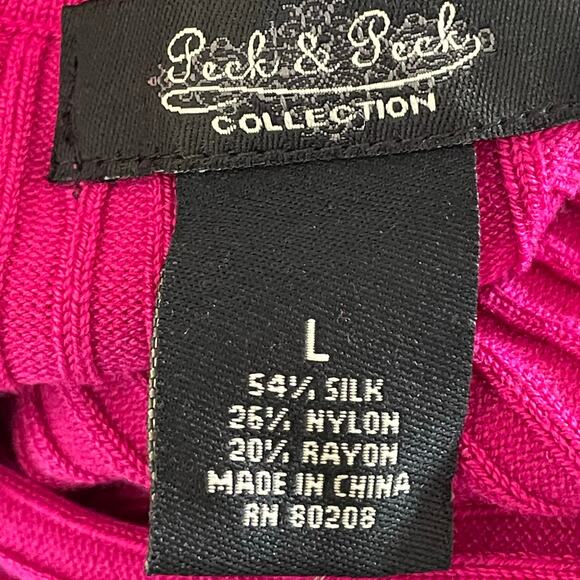 Peck & Peck
COLLECTION
L
54% SILK
26% NYLON
20% RAYON
MADE IN CHINA
RN 80208